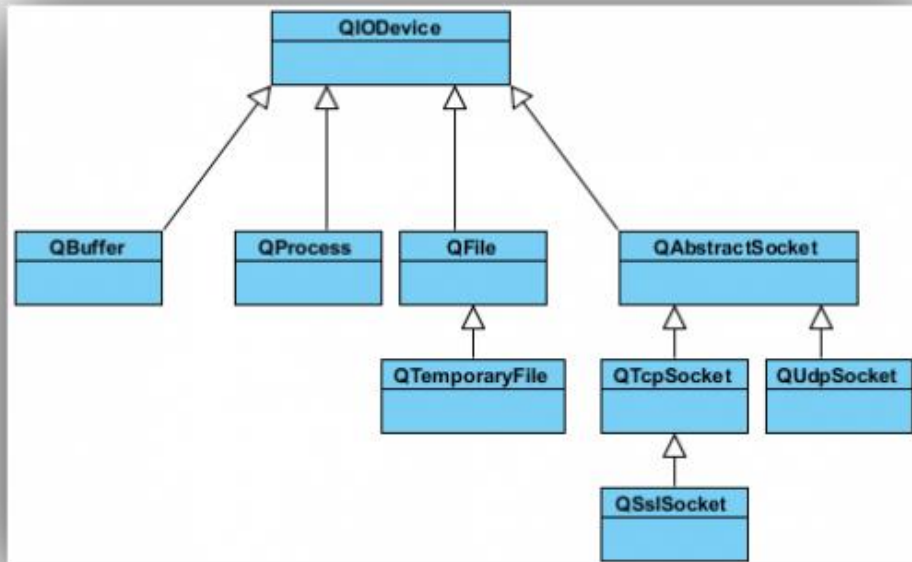 QIODevice
QBuffer
QProcess
QFile
QAbstractSocket
QTemporaryFile
QTcpSocket
QUdpSocket
QSslSocket